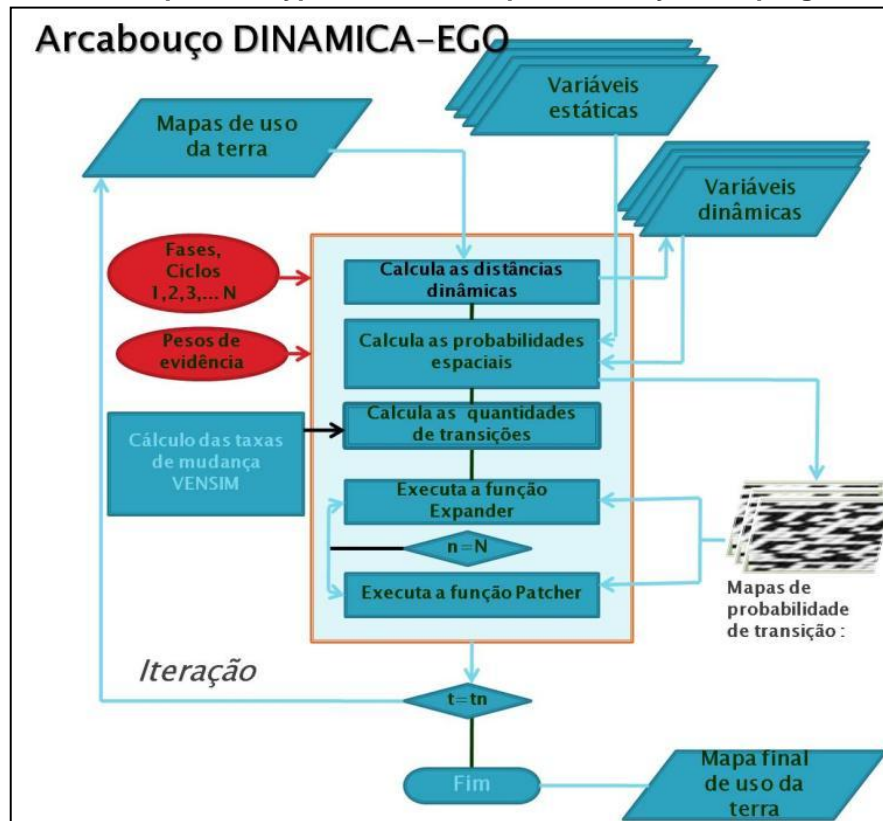 Arcabouço DINAMICA-EGO
Variáveis
estáticas
Mapas de uso
da terra
Variáveis
dinâmicas
Fases,
Ciclos
1,2,3,... N
Calcula as distâncias
dinâmicas
Pesos de
evidência
Calcula as probabilidades
espaciais
Calcula as quantidades
de transições
Cálculo das taxas
de mudança
VENSIM
Executa a função
Expander
n=N
Executa a função Patcher
Mapas de
probabilidade
de transição :
Iteração
t=tn
Fim
Mapa final
de uso da
terra